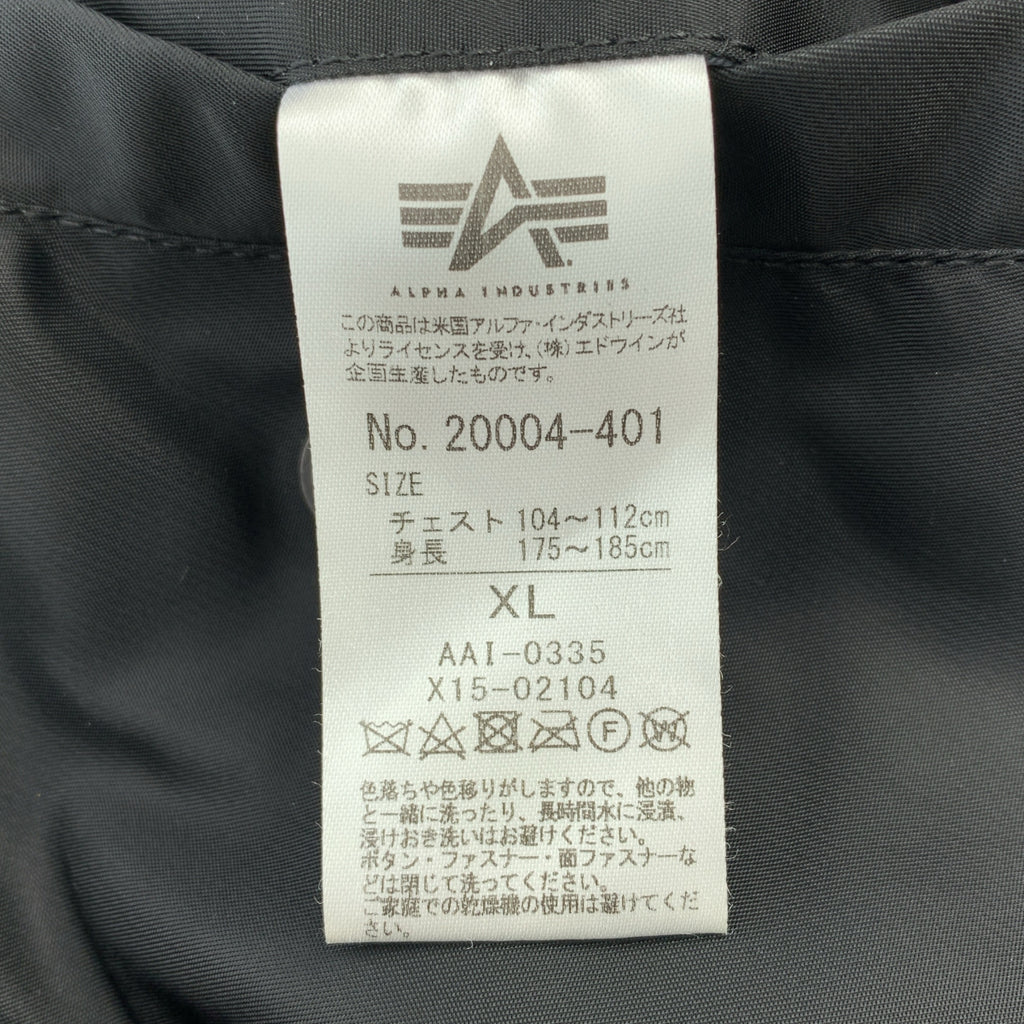 ALPHA INDUSTRIES
この商品は米国アルファ・インダストリーズ社
よりライセンスを受け、(株)エドウインが
企画生産したものです。
No. 20004-401
SIZE
チェスト 104～112cm
身長 175～185cm
XL
AAI-0335
X15-02104
F W
色落ちや色移りがしますので、他の物
と一緒に洗ったり、長時間水に浸漬、
浸けおき洗いはお避けください。
ボタン・ファスナー・面ファスナーな
どは閉じて洗ってください。
ご家庭での乾燥機の使用は避けてくだ
さい。